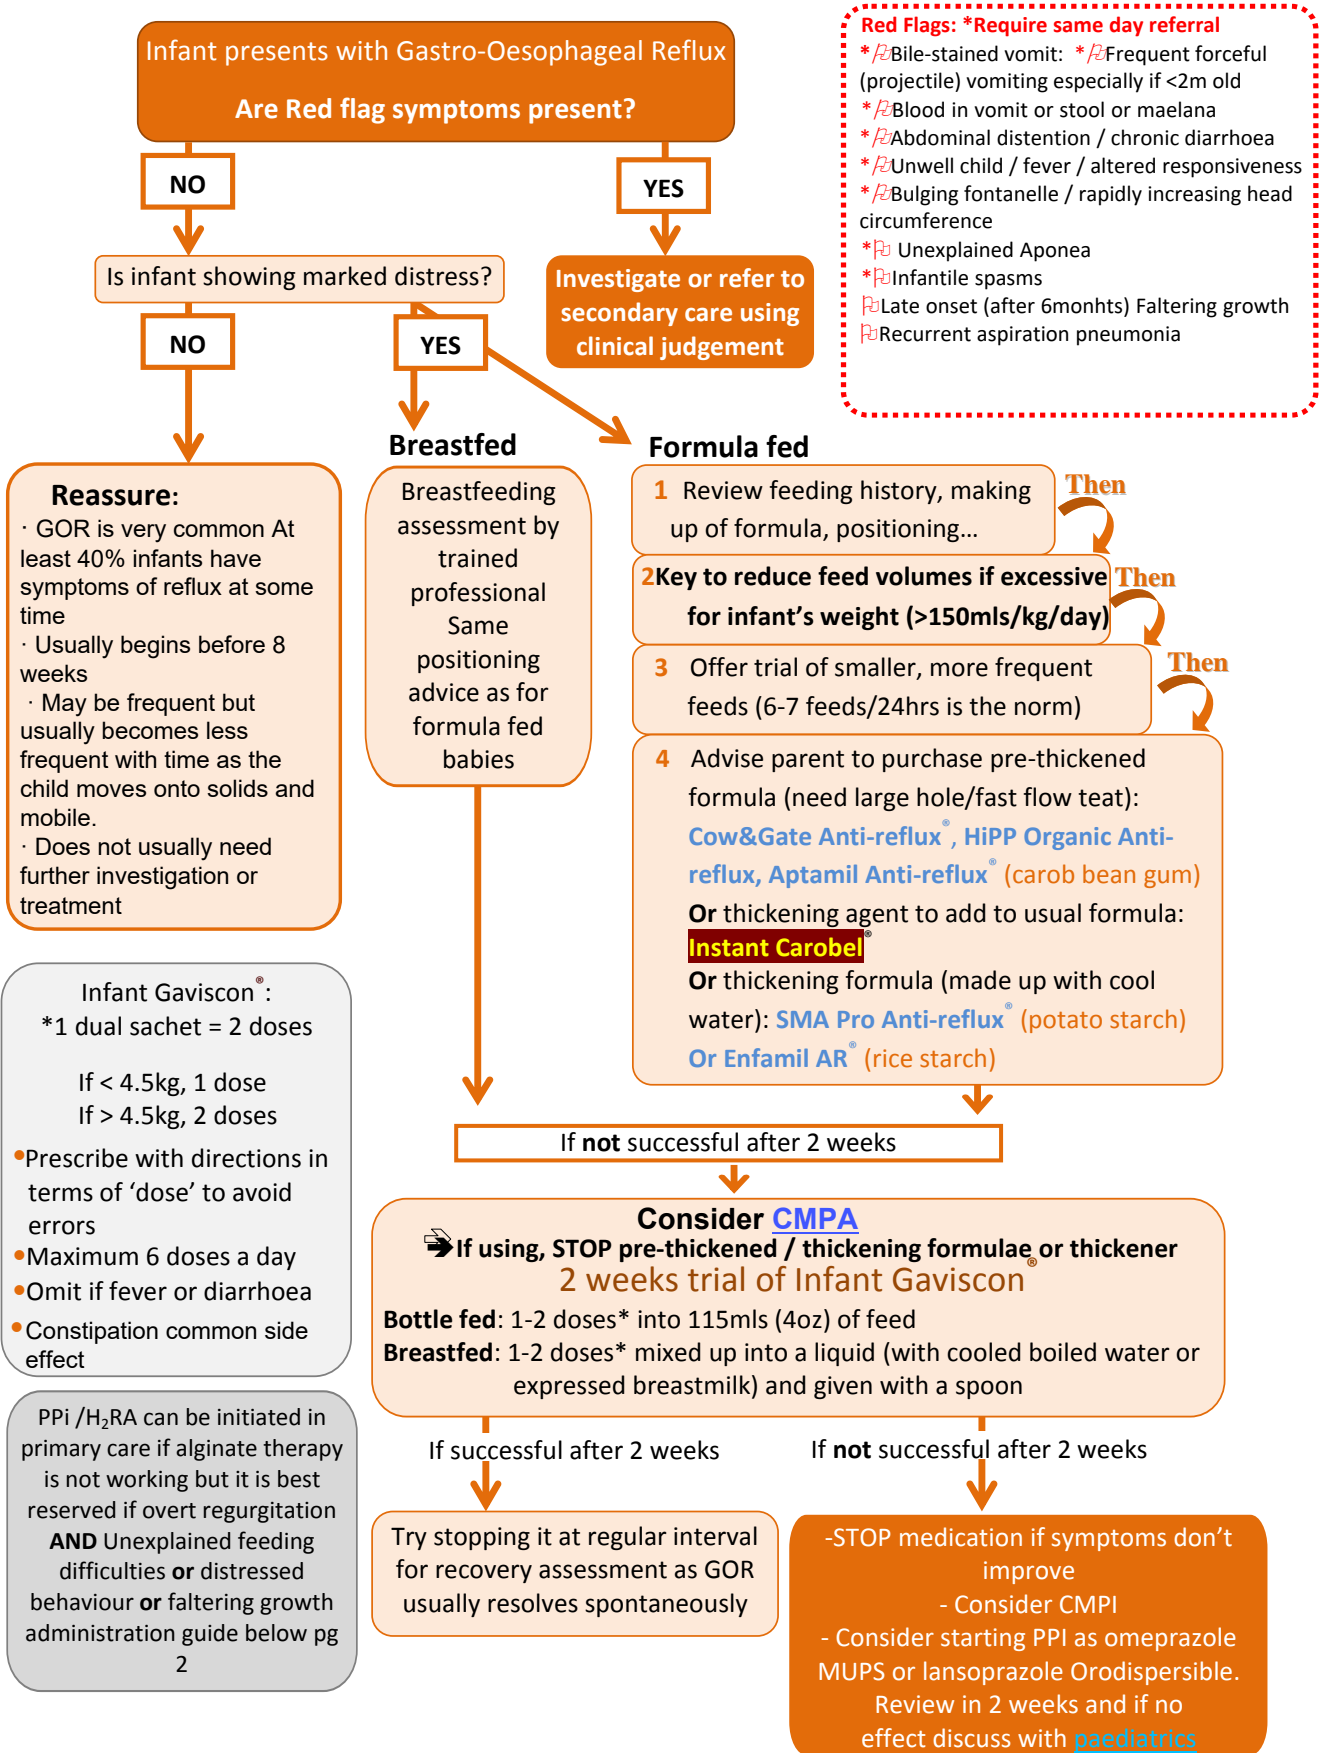 Infant presents with Gastro-Oesophageal Reflux
Are Red flag symptoms present?
Red Flags: *Require same day referral
*Bile-stained vomit: *Frequent forceful
(projectile) vomiting especially if <2m old
*Blood in vomit or stool or maelana
*Abdominal distention / chronic diarrhoea
*Unwell child / fever / altered responsiveness
*Bulging fontanelle / rapidly increasing head
circumference
* Unexplained Aponea
*Infantile spasms
Late onset (after 6monhts) Faltering growth
Recurrent aspiration pneumonia
NO
YES
Is infant showing marked distress?
Investigate or refer to
secondary care using
clinical judgement
NO
YES
Reassure:
· GOR is very common At
least 40% infants have
symptoms of reflux at some
time
· Usually begins before 8
weeks
· May be frequent but
usually becomes less
frequent with time as the
child moves onto solids and
mobile.
· Does not usually need
further investigation or
treatment
Breastfed
Breastfeeding
assessment by
trained
professional
Same
positioning
advice as for
formula fed
babies
Formula fed
1 Review feeding history, making
up of formula, positioning...
Then
2Key to reduce feed volumes if excessive
for infant's weight (>150mls/kg/day)
Then
3 Offer trial of smaller, more frequent
feeds (6-7 feeds/24hrs is the norm)
Then
4 Advise parent to purchase pre-thickened
formula (need large hole/fast flow teat):
Cow&Gate Anti-reflux®, HiPP Organic Anti-
reflux, Aptamil Anti-reflux® (carob bean gum)
Or thickening agent to add to usual formula:
Instant Carobel®
Or thickening formula (made up with cool
water): SMA Pro Anti-reflux® (potato starch)
Or Enfamil AR® (rice starch)
Infant Gaviscon®:
*1 dual sachet = 2 doses
If < 4.5kg, 1 dose
If > 4.5kg, 2 doses
•Prescribe with directions in
terms of 'dose' to avoid
errors
•Maximum 6 doses a day
•Omit if fever or diarrhoea
•Constipation common side
effect
If not successful after 2 weeks
Consider CMPA
If using, STOP pre-thickened / thickening formulae or thickener
2 weeks trial of Infant Gaviscon®
Bottle fed: 1-2 doses* into 115mls (4oz) of feed
Breastfed: 1-2 doses* mixed up into a liquid (with cooled boiled water or
expressed breastmilk) and given with a spoon
PPi /H₂RA can be initiated in
primary care if alginate therapy
is not working but it is best
reserved if overt regurgitation
AND Unexplained feeding
difficulties or distressed
behaviour or faltering growth
administration guide below pg
2
If successful after 2 weeks
If not successful after 2 weeks
Try stopping it at regular interval
for recovery assessment as GOR
usually resolves spontaneously
-STOP medication if symptoms don't
improve
- Consider CMPI
- Consider starting PPI as omeprazole
MUPS or lansoprazole Orodispersible.
Review in 2 weeks and if no
effect discuss with paediatrics